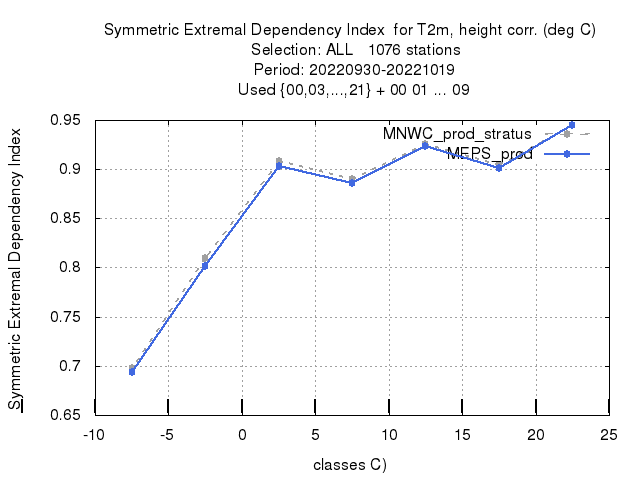 Symmetric Extremal Dependency Index  for T2m, height corr. (deg C)
Selection: ALL   1076 stations
Period: 20220930-20221019
Used {00,03,...,21} + 00 01 ... 09
Symmetric Extremal Dependency Index
0.95
0.9
0.85
0.8
0.75
0.7
0.65
MNWC_prod_stratus
MEPS_prod
-10 -5 0 5 10 15 20 25
classes C)